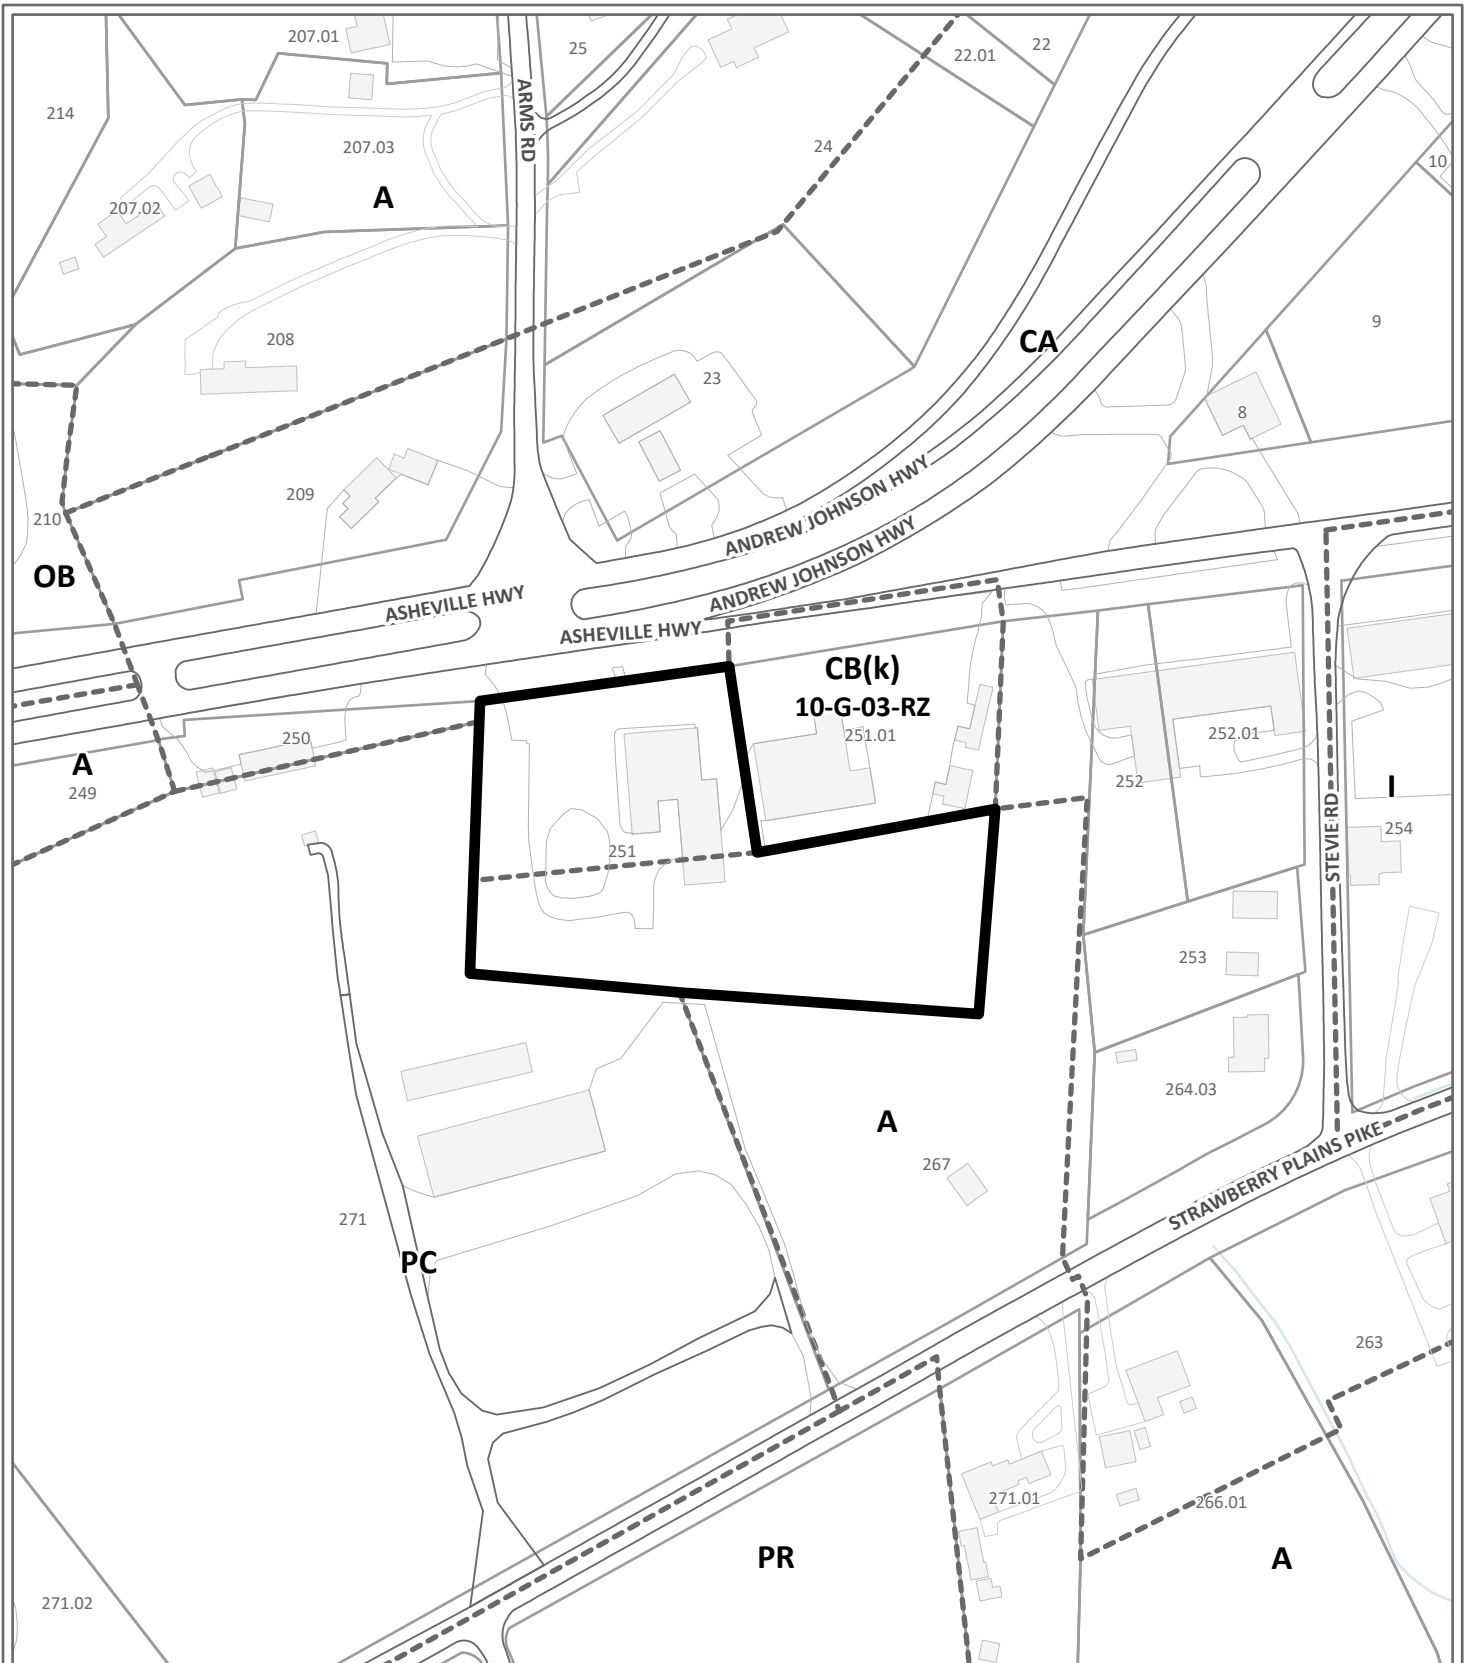 207.01
25
22
22.01
ARMS RD
214
207.03
24
10
A
207.02
9
208
CA
23
8
209
210
ANDREW JOHNSON HWY
ANDREW JOHNSON HWY
OB
ASHEVILLE HWY
ASHEVILLE HWY
CB(k)
10-G-03-RZ
251.01
250
252.01
A
249
252
I
254
STEVIE RD
251
253
264.03
A
267
STRAWBERRY PLAINS PIKE
271
PC
263
271.01
266.01
PR
A
271.02